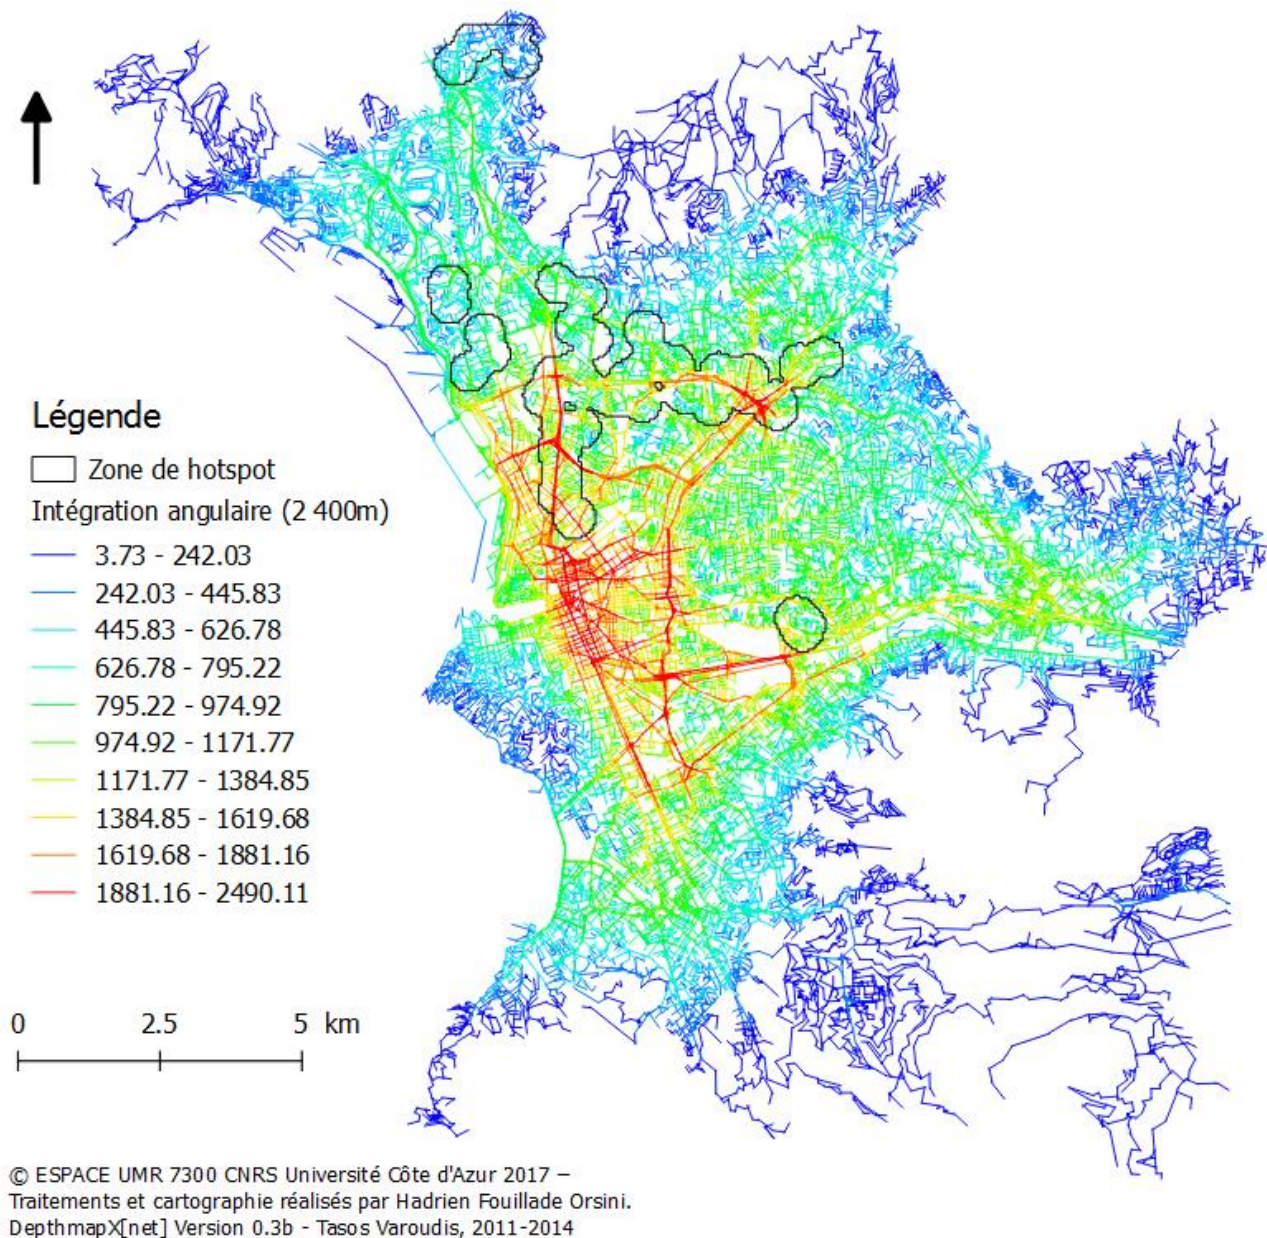 Légende
Zone de hotspot
Intégration angulaire (2 400m)
3.73 - 242.03
242.03 - 445.83
445.83 - 626.78
626.78 - 795.22
795.22 - 974.92
974.92 - 1171.77
1171.77 - 1384.85
1384.85 - 1619.68
1619.68 - 1881.16
1881.16 - 2490.11
0 2.5 5 km
© ESPACE UMR 7300 CNRS Université Côte d'Azur 2017 –
Traitements et cartographie réalisés par Hadrien Fouillade Orsini.
DepthmapX[net] Version 0.3b - Tasos Varoudis, 2011-2014